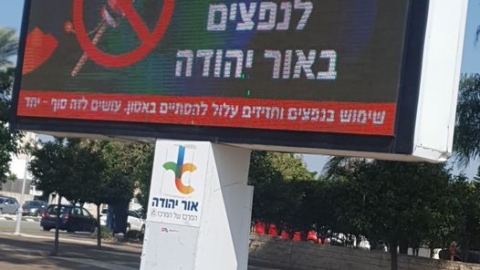 לנפצים
באור יהודה
שימוש בנפצים וחזיזים עלול להסתיים באסון. עושים לזה סוף - יחד
אור יהודה